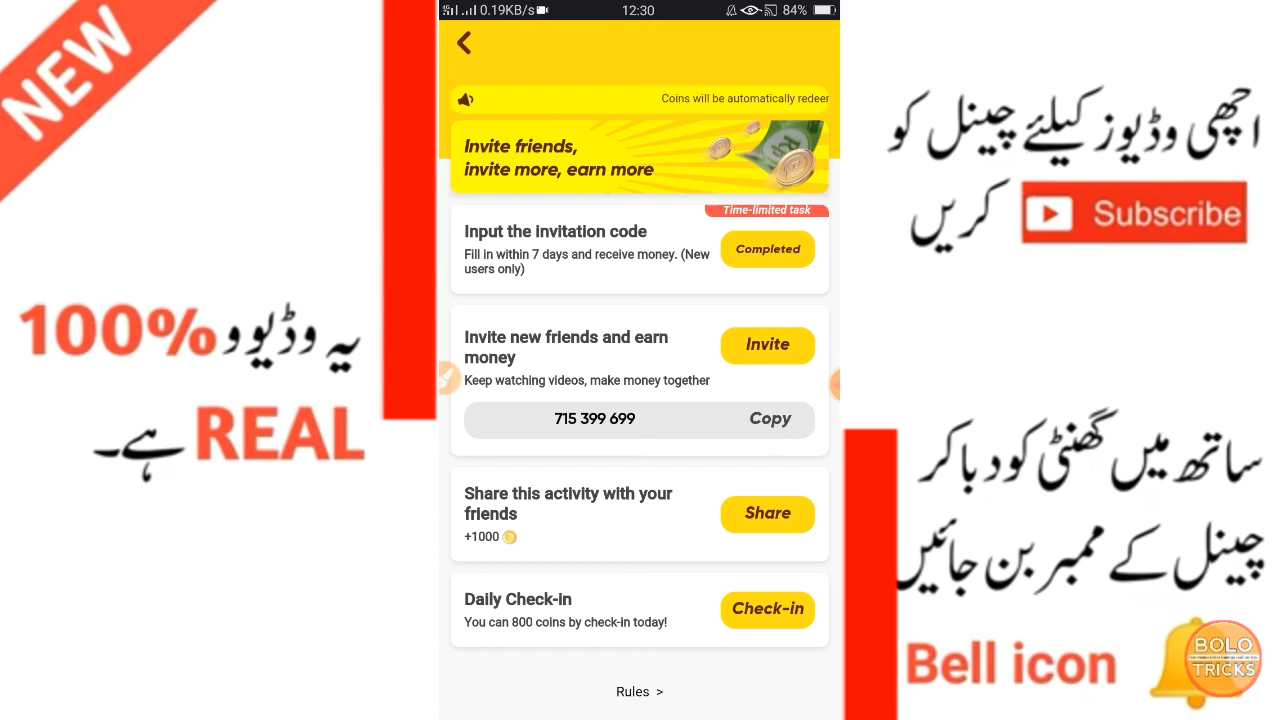 NEW
یہ وڈیوو 100%
REAL ہے۔
0.19KB/s
12:30
84%
Coins will be automatically redeer
Invite friends,
invite more, earn more
Time-limited task
Input the invitation code
Fill in within 7 days and receive money. (New
users only)
Completed
Invite new friends and earn
money
Invite
Keep watching videos, make money together
715 399 699
Copy
Share this activity with your
friends
Share
+1000
Daily Check-in
You can 800 coins by check-in today!
Check-in
Rules >
اچھی وڈیوز کیلئے چینل کو
Subscribe کریں
ساتھ میں گھنٹی کو دبا کر
چینل کے ممبر بن جائیں
Bell icon
BOLO
TRICKS